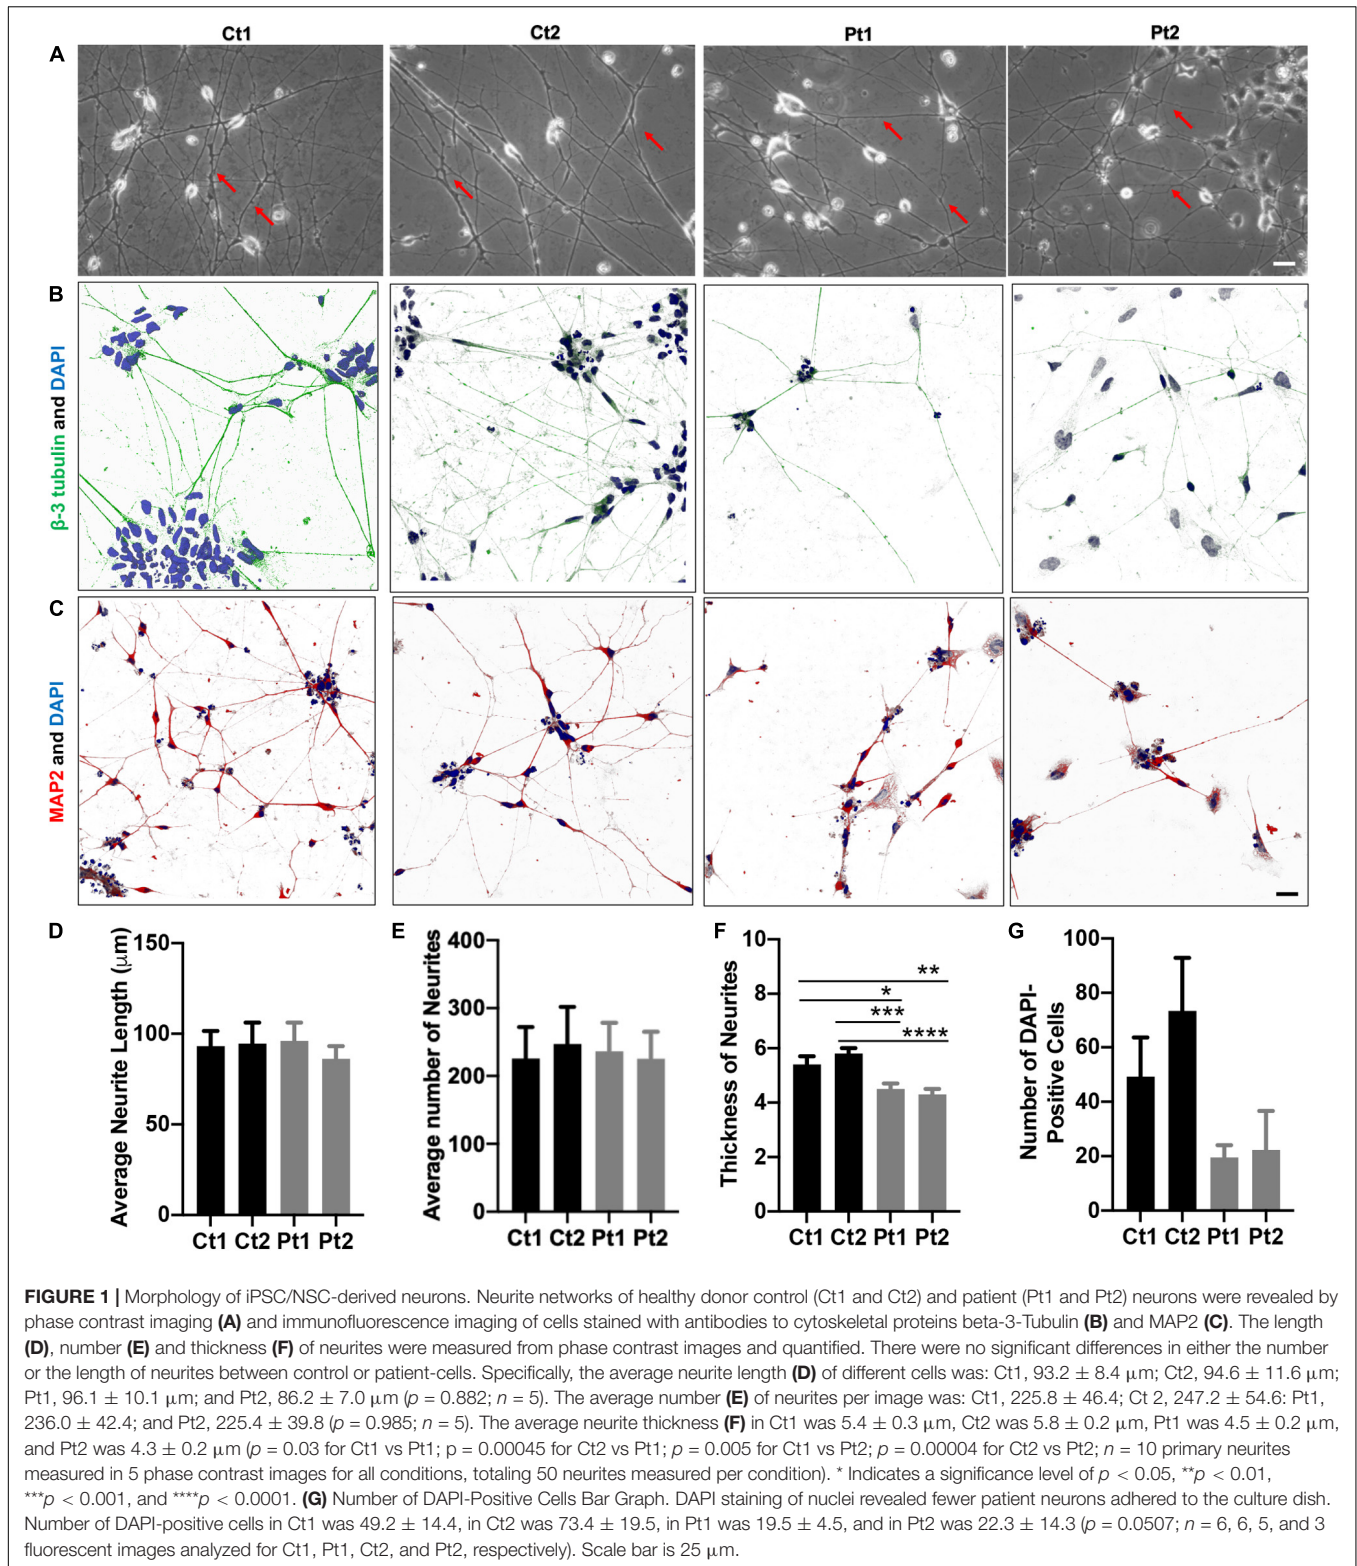 Ct1 Ct2 Pt1 Pt2
A
B
β-3 tubulin and DAPI
C
MAP2 and DAPI
D
Average Neurite Length (μm)
150
100
50
0
Ct1 Ct2 Pt1 Pt2
E
Average number of Neurites
400
300
200
100
0
Ct1 Ct2 Pt1 Pt2
F
Thickness of Neurites
10
8
6
4
2
0
**
*
***
****
Ct1 Ct2 Pt1 Pt2
G
Number of DAPI-
Positive Cells
100
80
60
40
20
0
Ct1 Ct2 Pt1 Pt2
FIGURE 1 | Morphology of iPSC/NSC-derived neurons. Neurite networks of healthy donor control (Ct1 and Ct2) and patient (Pt1 and Pt2) neurons were revealed by
phase contrast imaging (A) and immunofluorescence imaging of cells stained with antibodies to cytoskeletal proteins beta-3-Tubulin (B) and MAP2 (C). The length
(D), number (E) and thickness (F) of neurites were measured from phase contrast images and quantified. There were no significant differences in either the number
or the length of neurites between control or patient-cells. Specifically, the average neurite length (D) of different cells was: Ct1, 93.2 ± 8.4 μm; Ct2, 94.6 ± 11.6 μm;
Pt1, 96.1 ± 10.1 μm; and Pt2, 86.2 ± 7.0 μm (p = 0.882; n = 5). The average number (E) of neurites per image was: Ct1, 225.8 ± 46.4; Ct 2, 247.2 ± 54.6: Pt1,
236.0 ± 42.4; and Pt2, 225.4 ± 39.8 (p = 0.985; n = 5). The average neurite thickness (F) in Ct1 was 5.4 ± 0.3 μm, Ct2 was 5.8 ± 0.2 μm, Pt1 was 4.5 ± 0.2 μm,
and Pt2 was 4.3 ± 0.2 μm (p = 0.03 for Ct1 vs Pt1; p = 0.00045 for Ct2 vs Pt1; p = 0.005 for Ct1 vs Pt2; p = 0.00004 for Ct2 vs Pt2; n = 10 primary neurites
measured in 5 phase contrast images for all conditions, totaling 50 neurites measured per condition). * Indicates a significance level of p < 0.05, **p < 0.01,
***p < 0.001, and ****p < 0.0001. (G) Number of DAPI-Positive Cells Bar Graph. DAPI staining of nuclei revealed fewer patient neurons adhered to the culture dish.
Number of DAPI-positive cells in Ct1 was 49.2 ± 14.4, in Ct2 was 73.4 ± 19.5, in Pt1 was 19.5 ± 4.5, and in Pt2 was 22.3 ± 14.3 (p = 0.0507; n = 6, 6, 5, and 3
fluorescent images analyzed for Ct1, Pt1, Ct2, and Pt2, respectively). Scale bar is 25 μm.